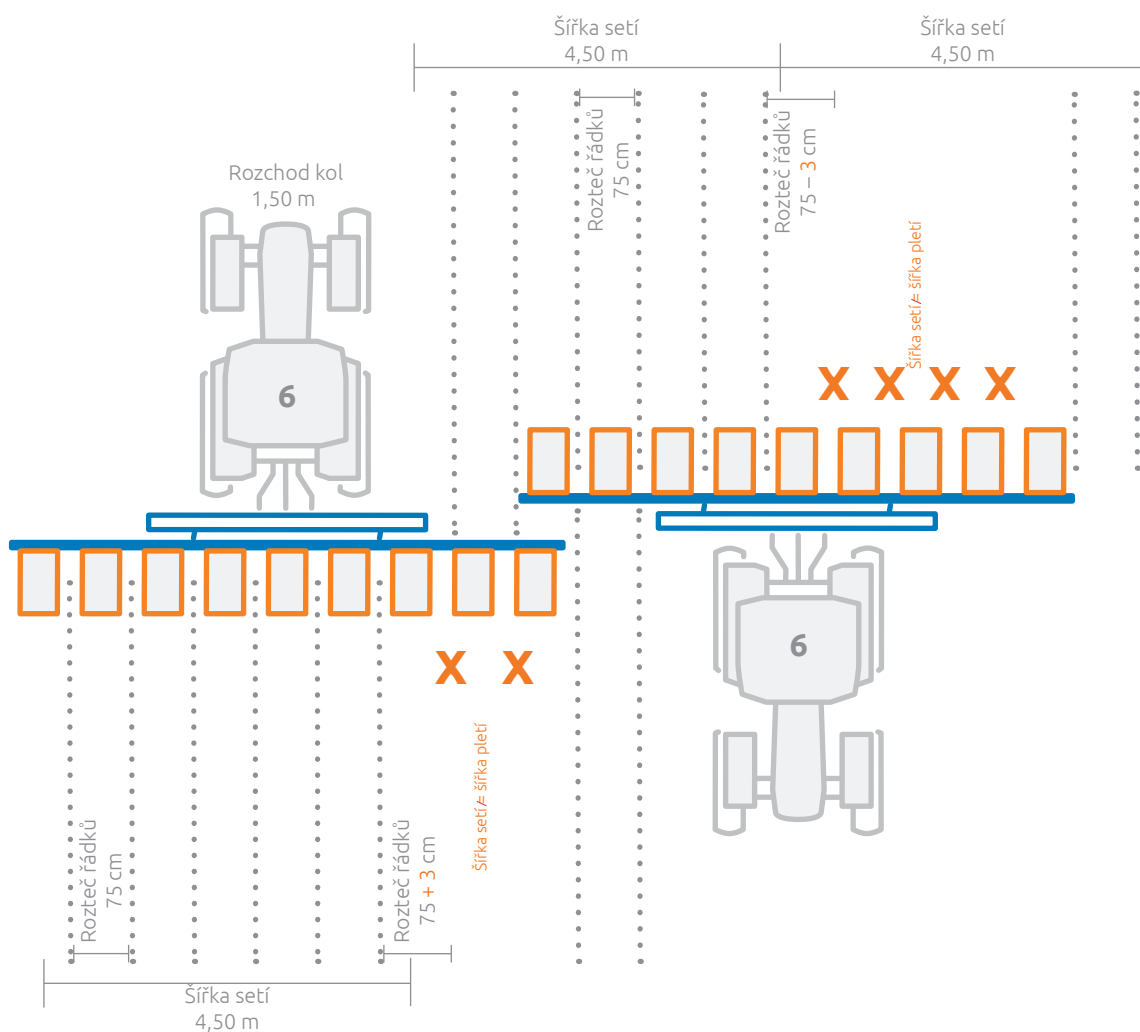 Šířka setí
4,50 m
Šířka setí
4,50 m
Rozteč řádků
75 cm
Rozteč řádků
75 – 3 cm
Rozchod kol
1,50 m
Šířka setí ≠ šířka pletí
6
X X X X
6
X X
Šířka setí ≠ šířka pletí
Rozteč řádků
75 cm
Rozteč řádků
75 + 3 cm
Šířka setí
4,50 m